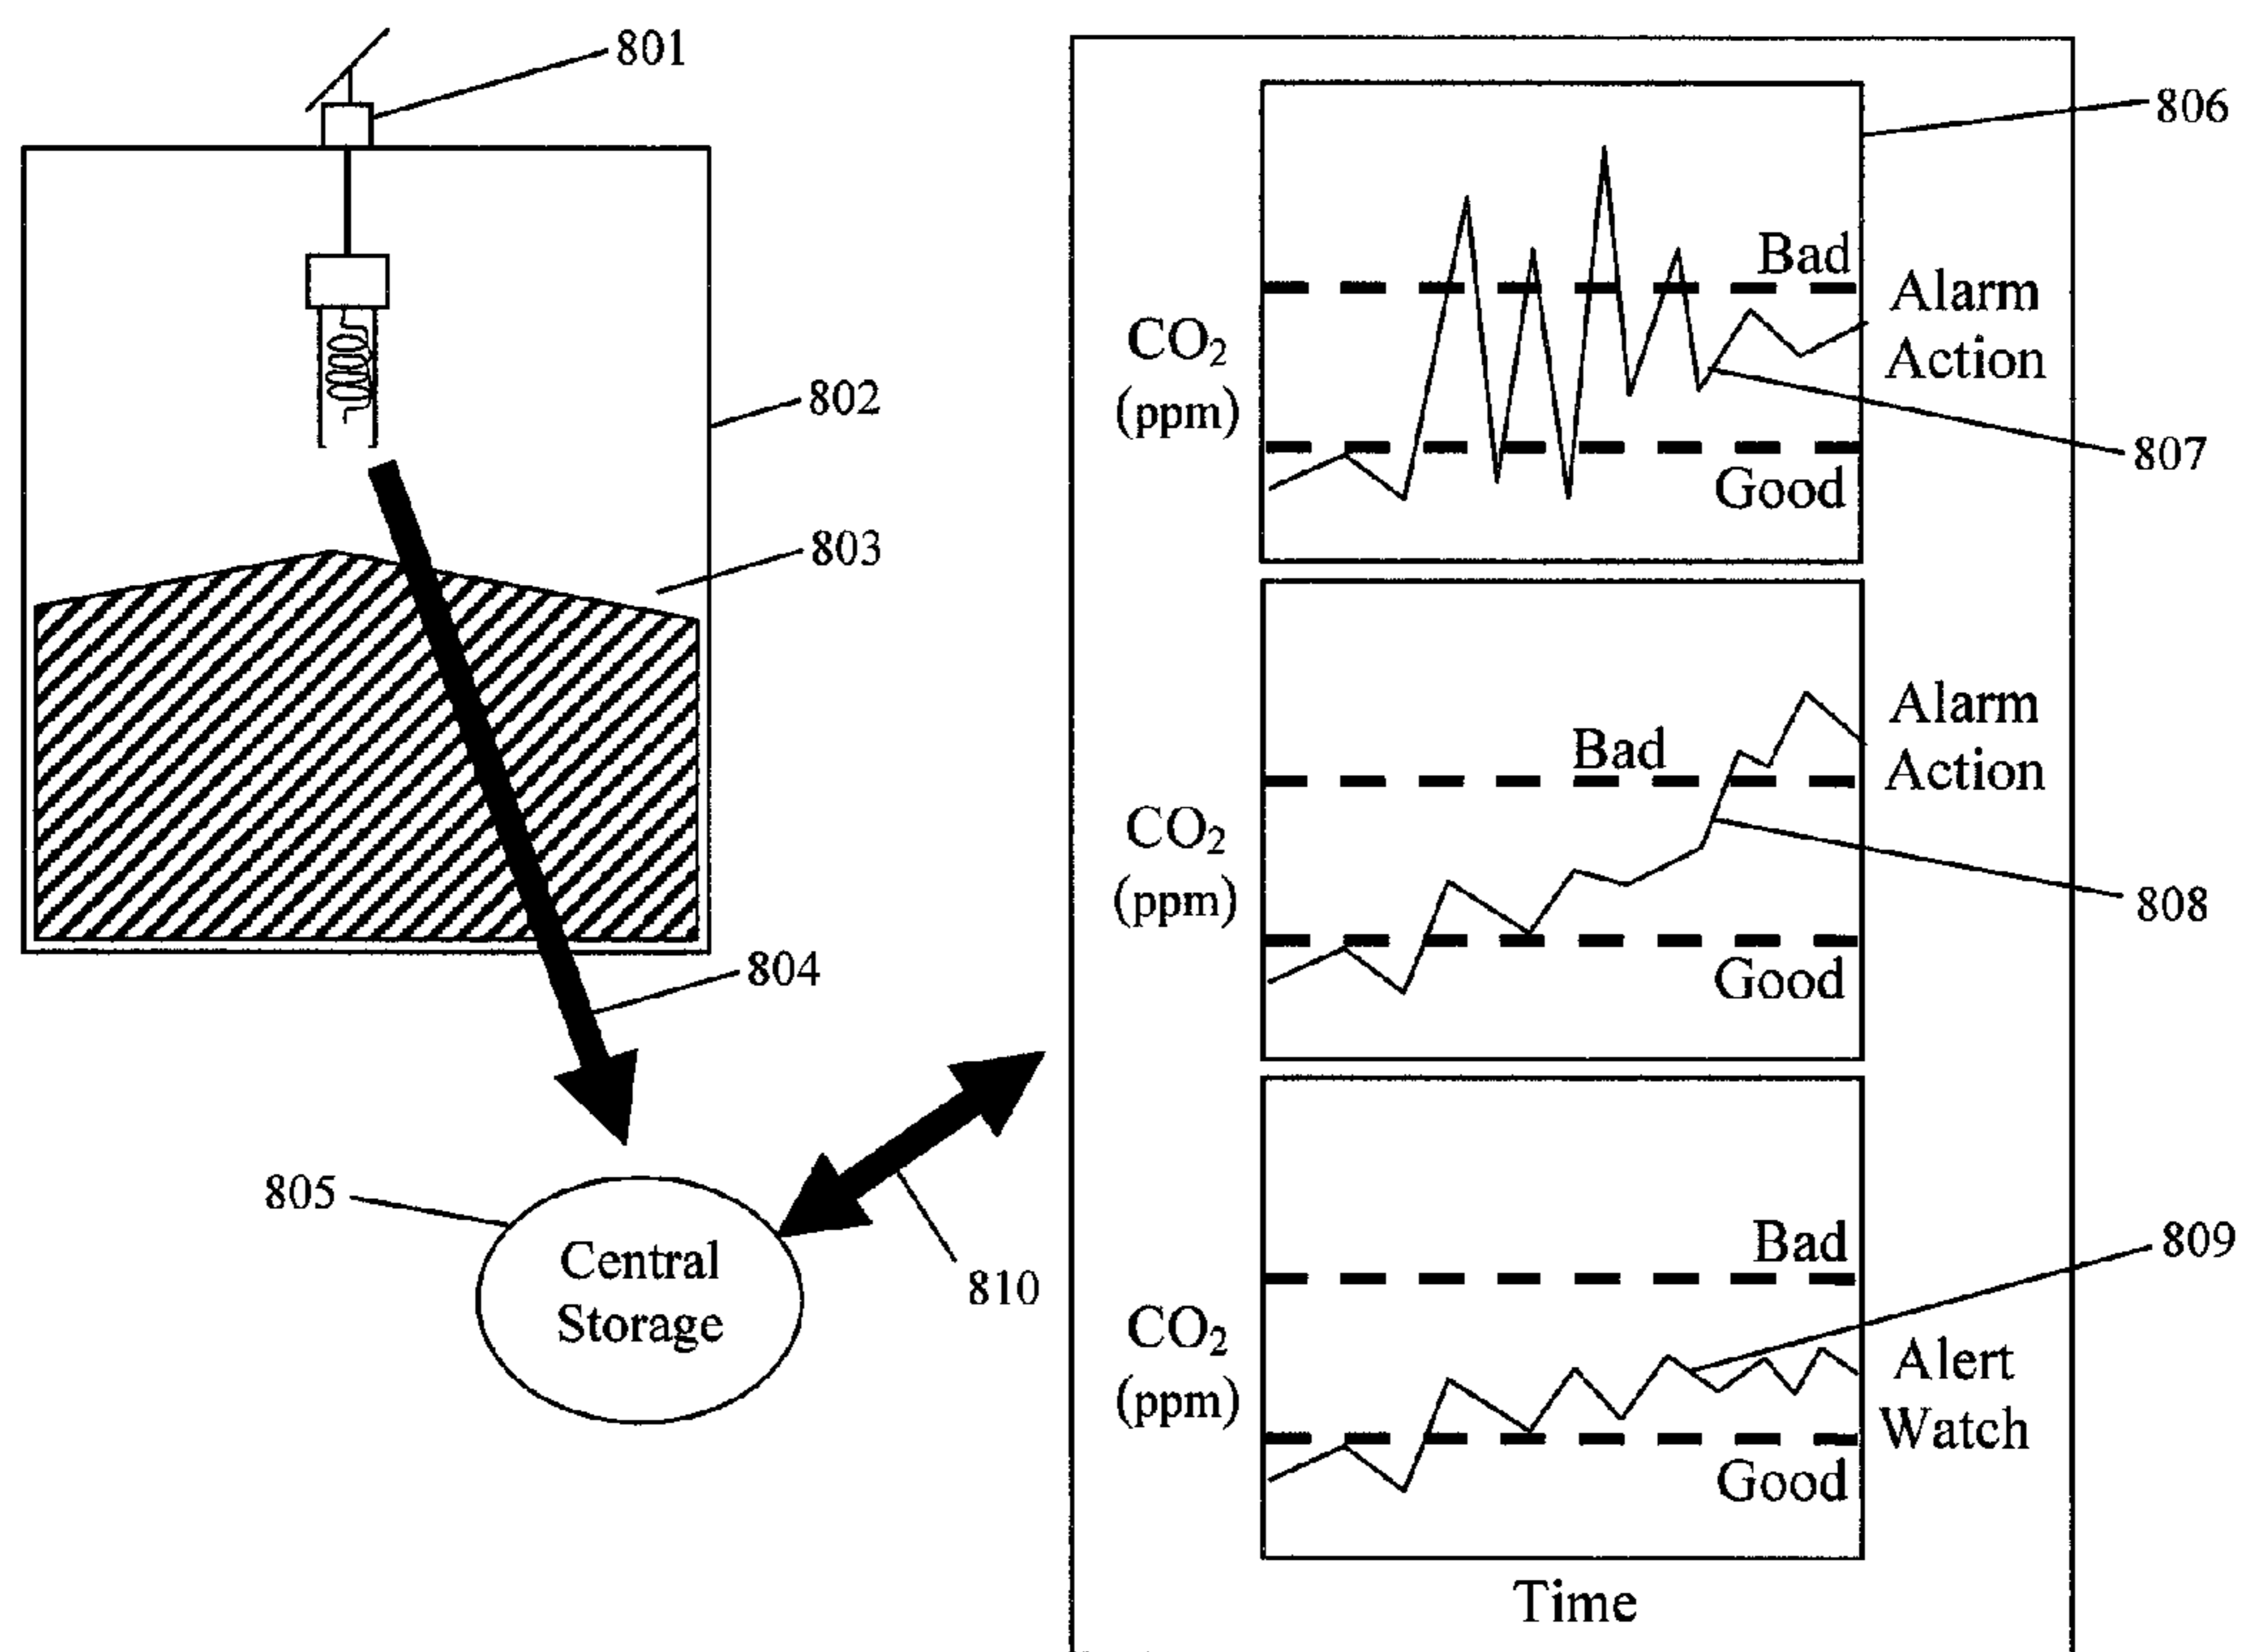 801
802
803
804
805
Central
Storage
810
806
Bad
Alarm
Action
CO₂
(ppm)
807
Good
Alarm
Action
Bad
CO₂
(ppm)
808
Good
809
Bad
CO₂
(ppm)
Alert
Watch
Good
Time